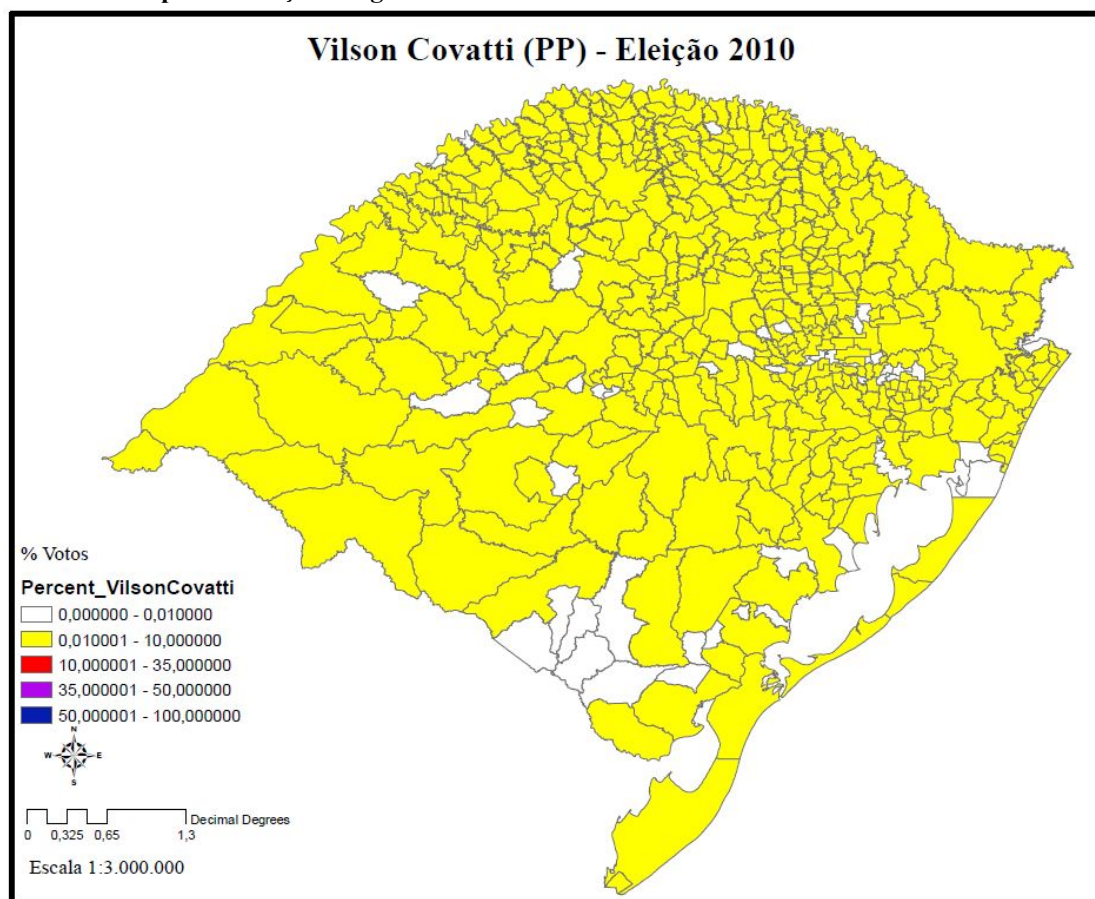 Vilson Covatti (PP) - Eleição 2010
% Votos
Percent_VilsonCovatti
0,000000 - 0,010000
0,010001 - 10,000000
10,000001 - 35,000000
35,000001 - 50,000000
50,000001 - 100,000000
N
W E
S
Decimal Degrees
0 0,325 0,65 1,3
Escala 1:3.000.000